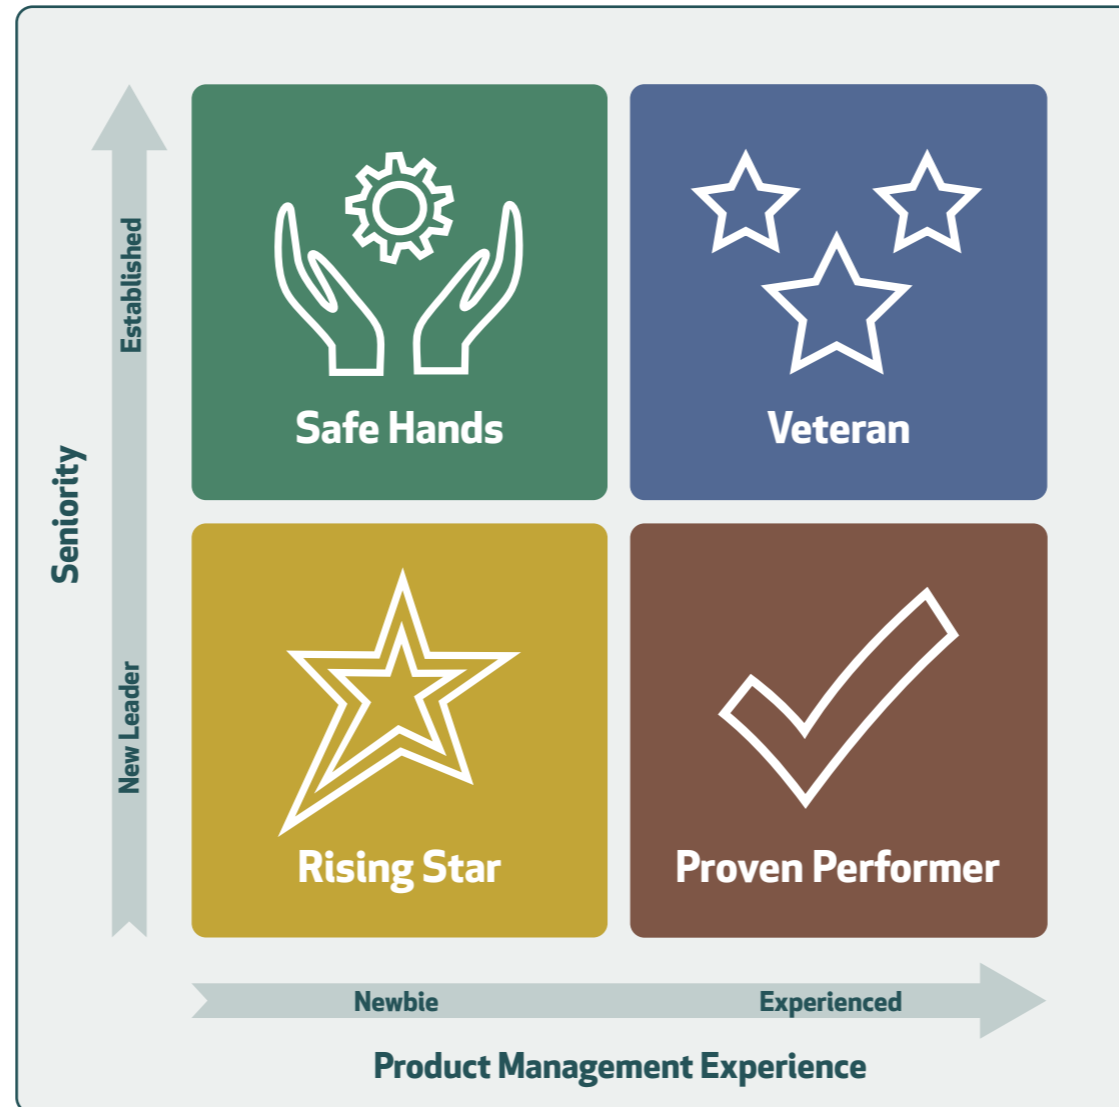 Seniority
Established
New Leader
Safe Hands
Veteran
Rising Star
Proven Performer
Newbie
Experienced
Product Management Experience